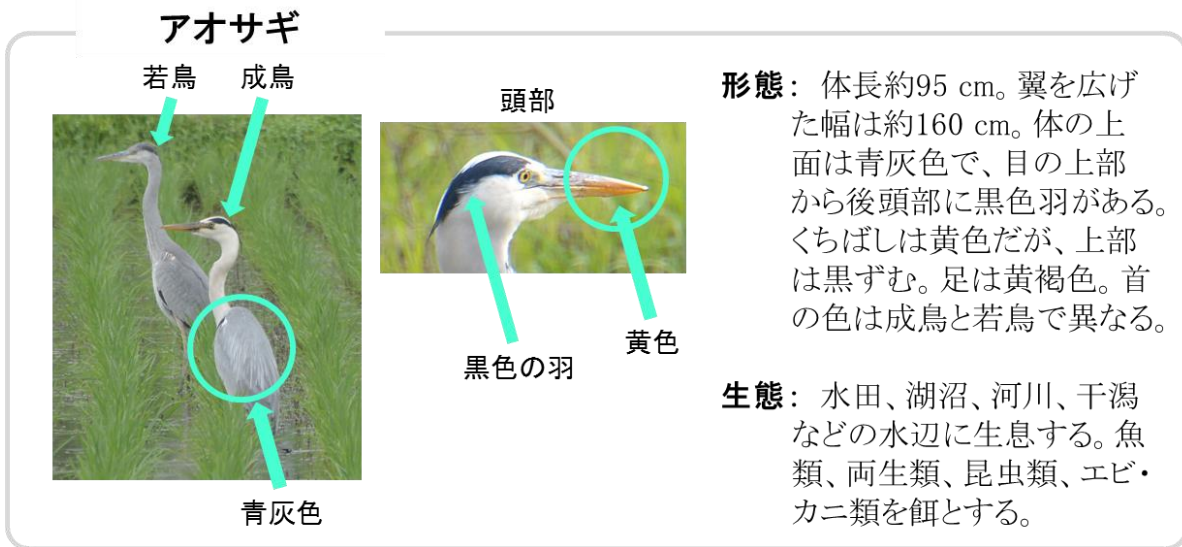 アオサギ
若鳥
成鳥
青灰色
頭部
黒色の羽
黄色
形態： 体長約95 cm。翼を広げ
た幅は約160 cm。体の上
面は青灰色で、目の上部
から後頭部に黒色羽がある。
くちばしは黄色だが、上部
は黒ずむ。足は黄褐色。首
の色は成鳥と若鳥で異なる。
生態： 水田、湖沼、河川、干潟
などの水辺に生息する。魚
類、両生類、昆虫類、エビ・
カニ類を餌とする。